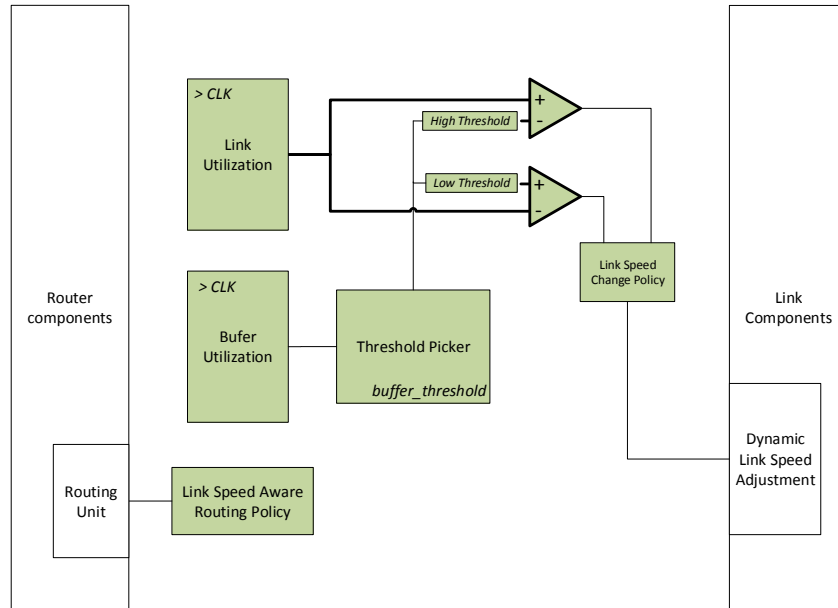 > CLK
Link
Utilization
High Threshold
+
-
Low Threshold
+
-
Link Speed
Change Policy
Router
components
> CLK
Bufer
Utilization
Threshold Picker
buffer_threshold
Link
Components
Routing
Unit
Link Speed Aware
Routing Policy
Dynamic
Link Speed
Adjustment